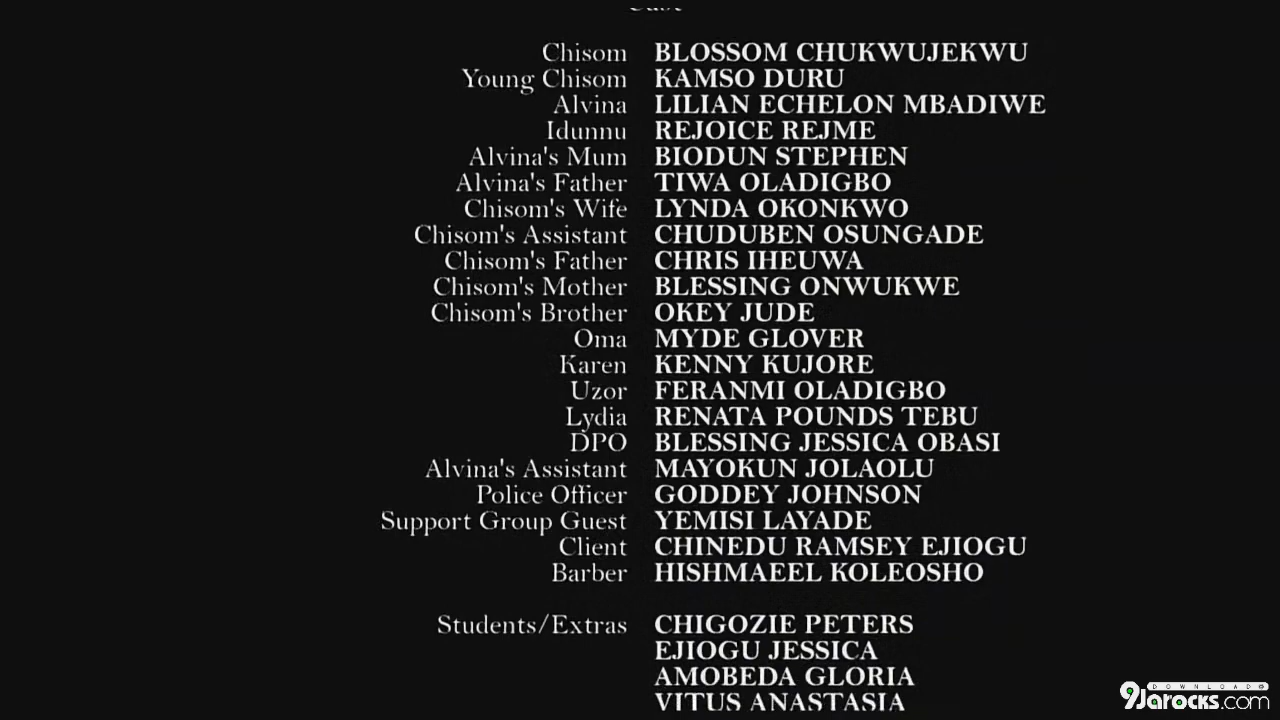 Cast
Chisom BLOSSOM CHUKWUJEKWU
Young Chisom KAMSO DURU
Alvina LILIAN ECHELON MBADIWE
Idunnu REJOICE REJME
Alvina's Mum BIODUN STEPHEN
Alvina's Father TIWA OLADIGBO
Chisom's Wife LYNDA OKONKWO
Chisom's Assistant CHUDUBEN OSUNGADE
Chisom's Father CHRIS IHEUWA
Chisom's Mother BLESSING ONWUKWE
Chisom's Brother OKEY JUDE
Oma MYDE GLOVER
Karen KENNY KUJORE
Uzor FERANMI OLADIGBO
Lydia RENATA POUNDS TEBU
DPO BLESSING JESSICA OBASI
Alvina's Assistant MAYOKUN JOLAOLU
Police Officer GODDEY JOHNSON
Support Group Guest YEMISI LAYADE
Client CHINEDU RAMSEY EJIOGU
Barber HISHMAEEL KOLEOSHO
Students/Extras CHIGOZIE PETERS
EJIOGU JESSICA
AMOBEDA GLORIA
VITUS ANASTASIA
DOWNLOAD
9Jarocks.com